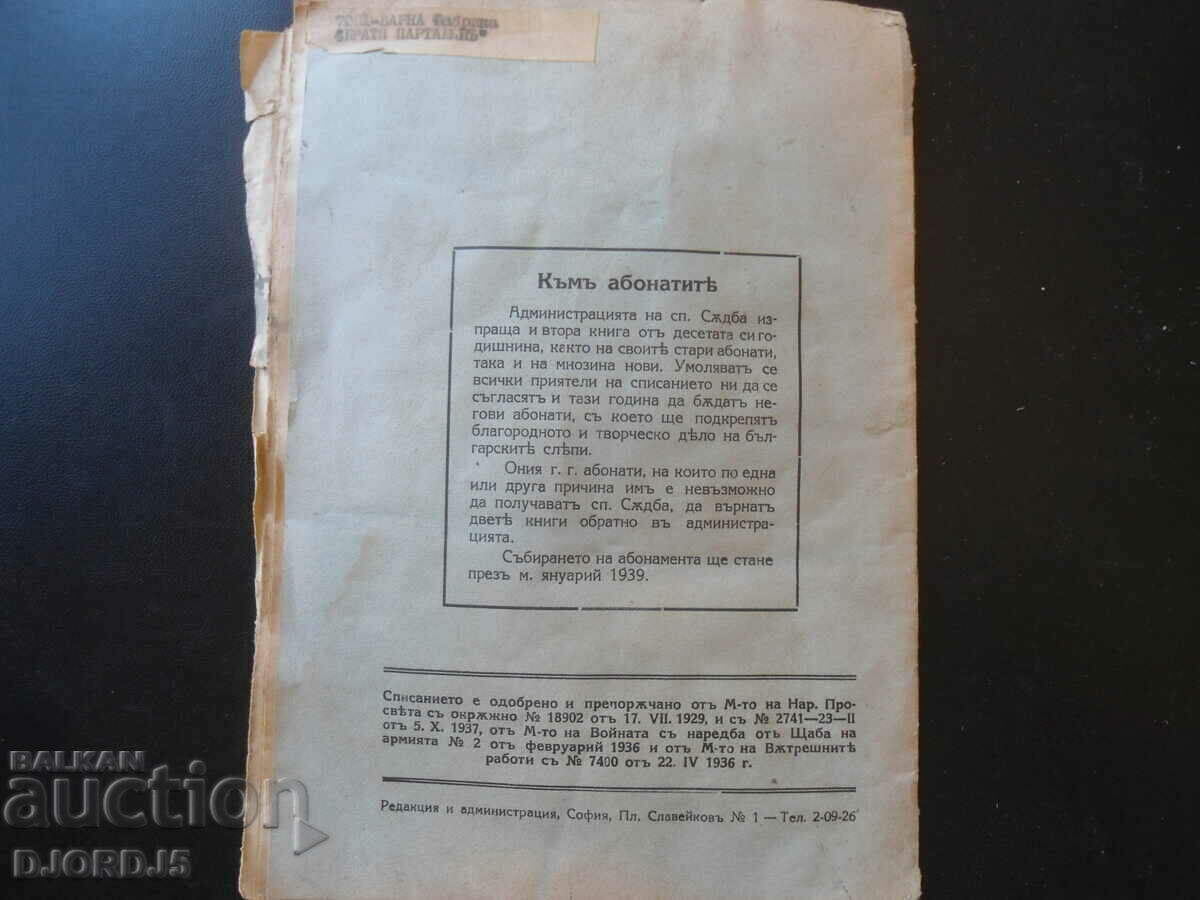 ВАРНА Фабрика
Къмъ абонатитѣ
Администрацията на сп. Сѫдба из-
праща и втора книга отъ десетата си го-
дишнина, както на своитѣ стари абонати,
така и на мнозина нови. Умоляватъ се
всички приятели на списанието ни да се
съгласятъ и тази година да бѫдатъ не-
гови абонати, съ което ще подкрепятъ
благородното и творческо дѣло на бъл-
гарскитѣ слѣпи.
Ония г. г. абонати, на които по една
или друга причина имъ е невъзможно
да получаватъ сп. Сѫдба, да върнатъ
дветѣ книги обратно въ администра-
цията.
Събирането на абонамента ще стане
презъ м. януарий 1939.
Списанието е одобрено и препорѫчано отъ М-то на Нар. Про-
свѣта съ окрѫжно № 18902 отъ 17. VII. 1929, и съ № 2741—23—II
отъ 5. X. 1937, отъ М-то на Войната съ наредба отъ Щаба на
армията № 2 отъ февруарий 1936 и отъ М-то на Вѫтрешнитѣ
работи съ № 7400 отъ 22. IV 1936 г.
Редакция и администрация, София, Пл. Славейковъ № 1 — Тел. 2-09-26
BALKAN
auction
DJORDJ5